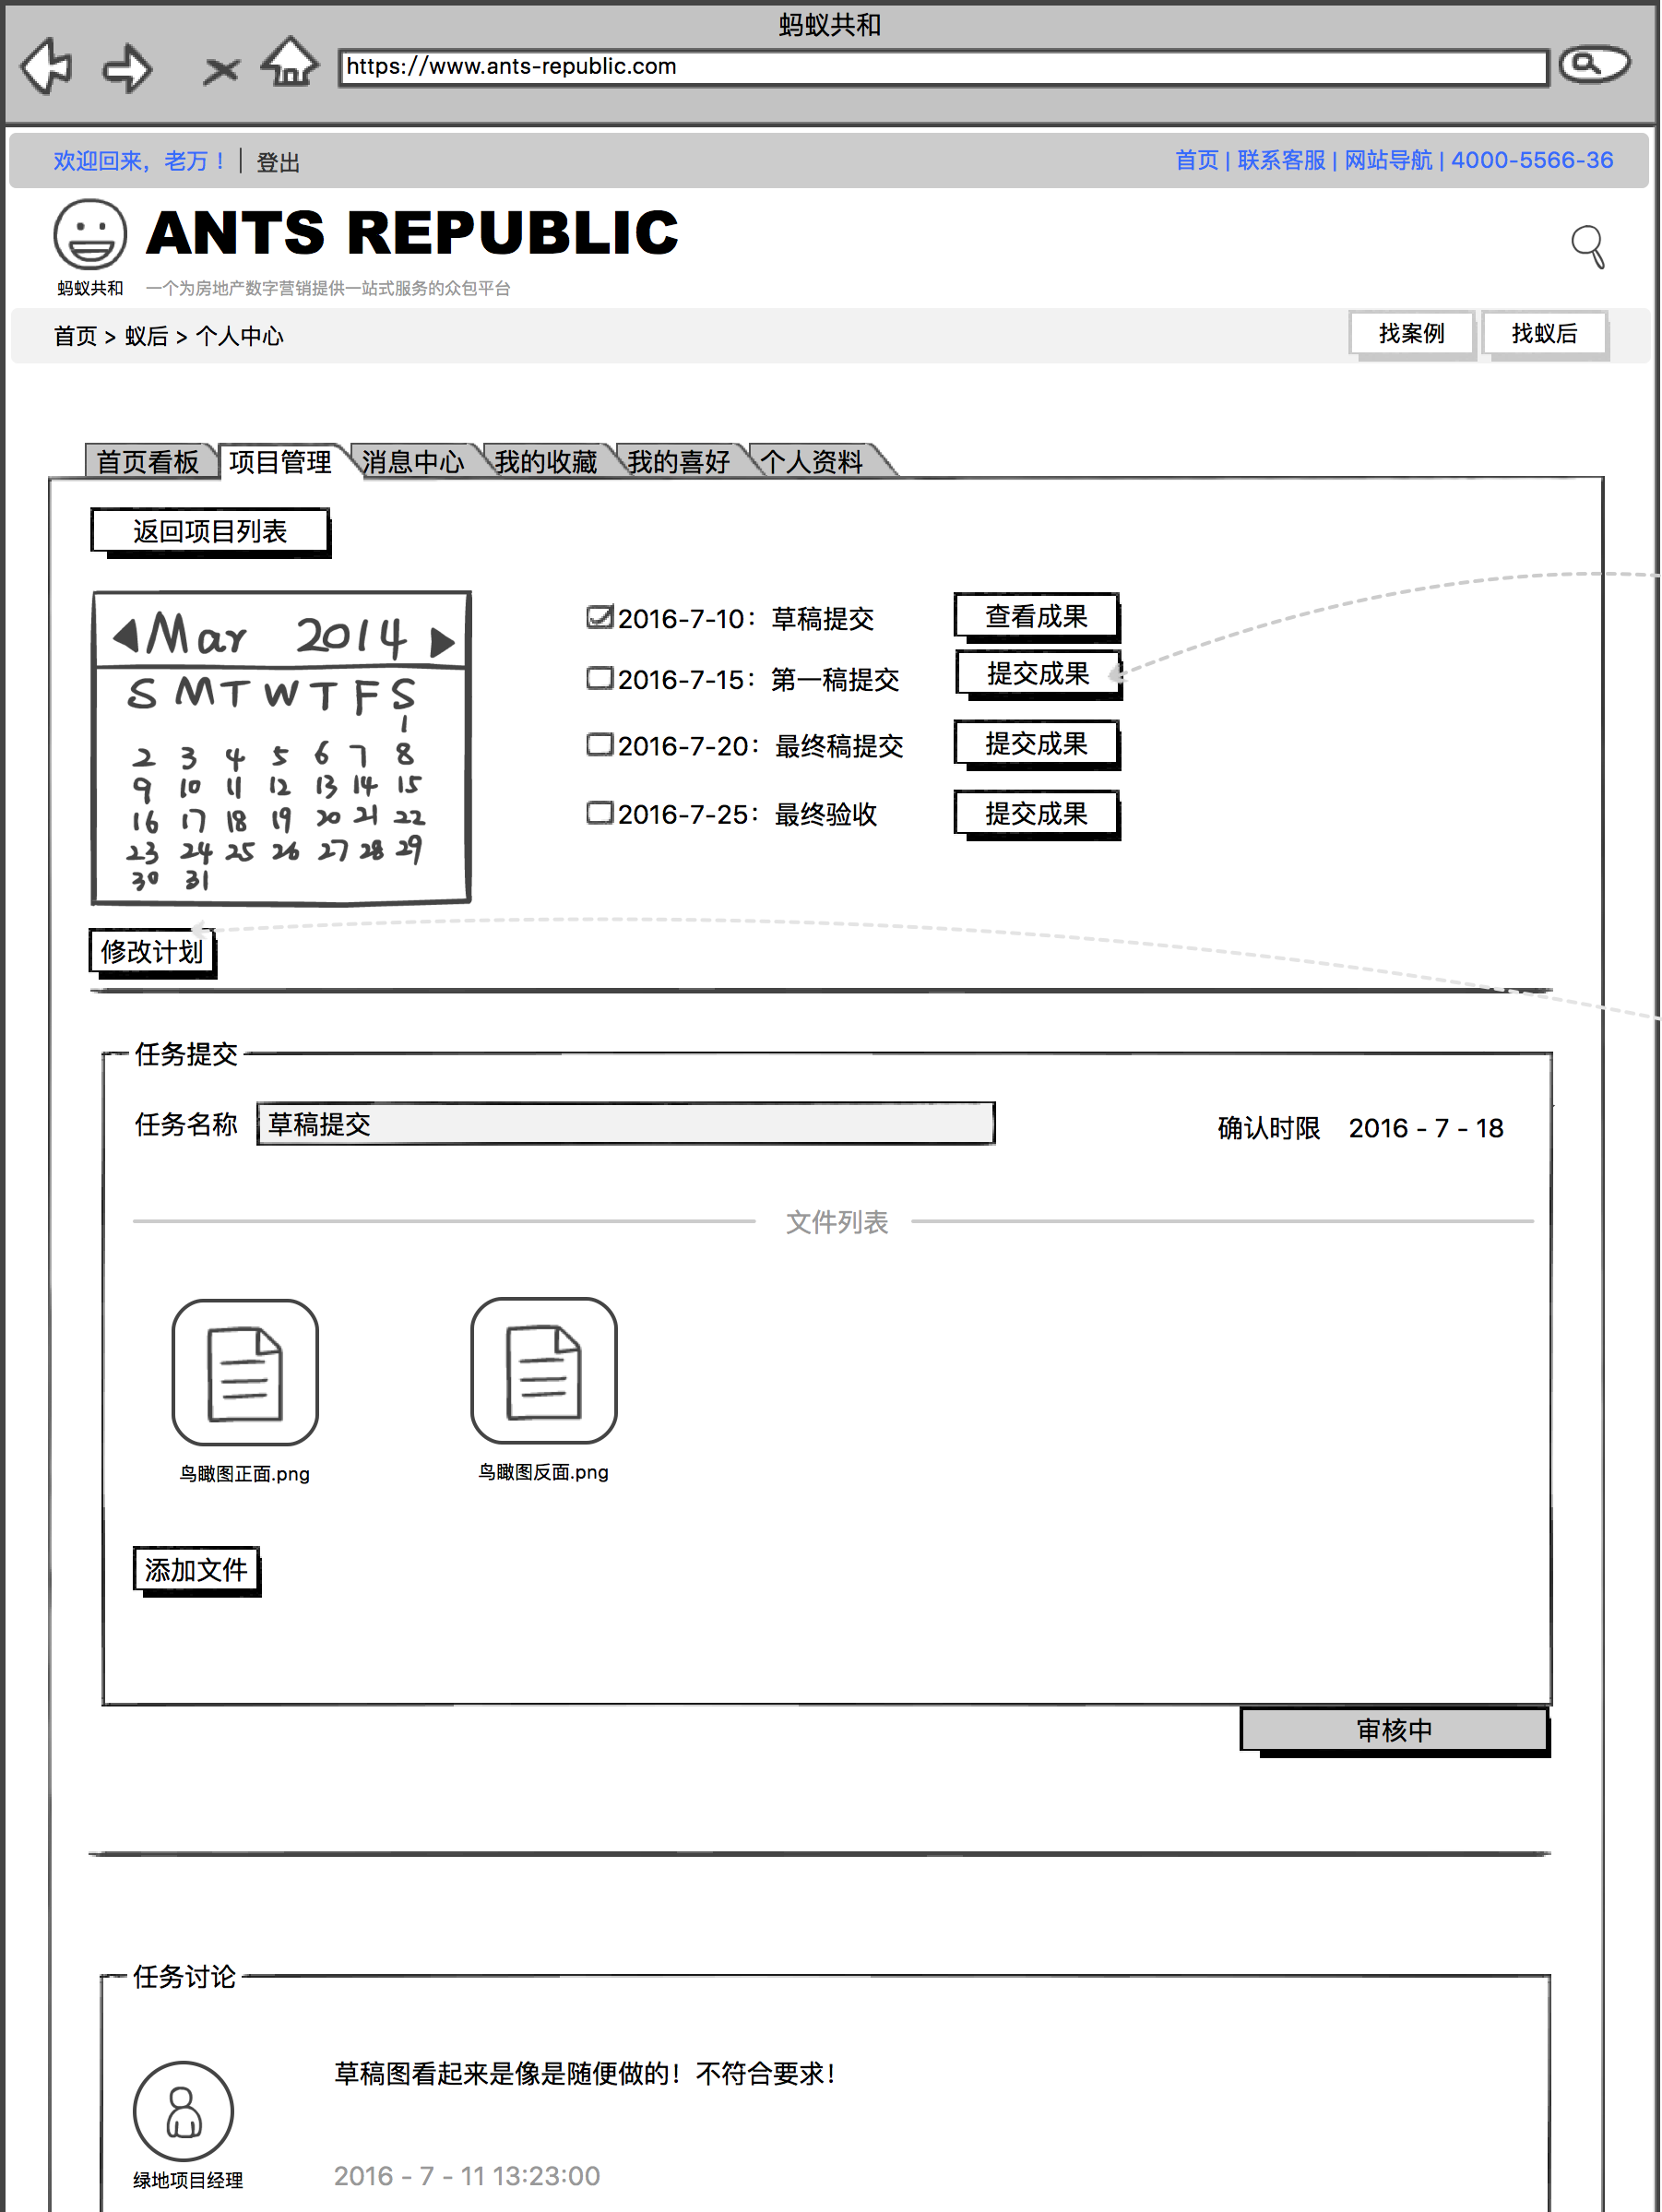 蚂蚁共和
https://www.ants-republic.com
欢迎回来，老万！ | 登出
首页 | 联系客服 | 网站导航 | 4000-5566-36
ANTS REPUBLIC
蚂蚁共和
一个为房地产数字营销提供一站式服务的众包平台
首页 > 蚁后 > 个人中心
找案例
找蚁后
首页看板 项目管理 消息中心 我的收藏 我的喜好 个人资料
返回项目列表
Mar 2014
S M T W T F S
1
2 3 4 5 6 7 8
9 10 11 12 13 14 15
16 17 18 19 20 21 22
23 24 25 26 27 28 29
30 31
2016-7-10：草稿提交 查看成果
2016-7-15：第一稿提交 提交成果
2016-7-20：最终稿提交 提交成果
2016-7-25：最终验收 提交成果
修改计划
任务提交
任务名称 草稿提交 确认时限 2016 - 7 - 18
文件列表
鸟瞰图正面.png 鸟瞰图反面.png
添加文件
审核中
任务讨论
草稿图看起来是像是随便做的！不符合要求！
绿地项目经理 2016 - 7 - 11 13:23:00